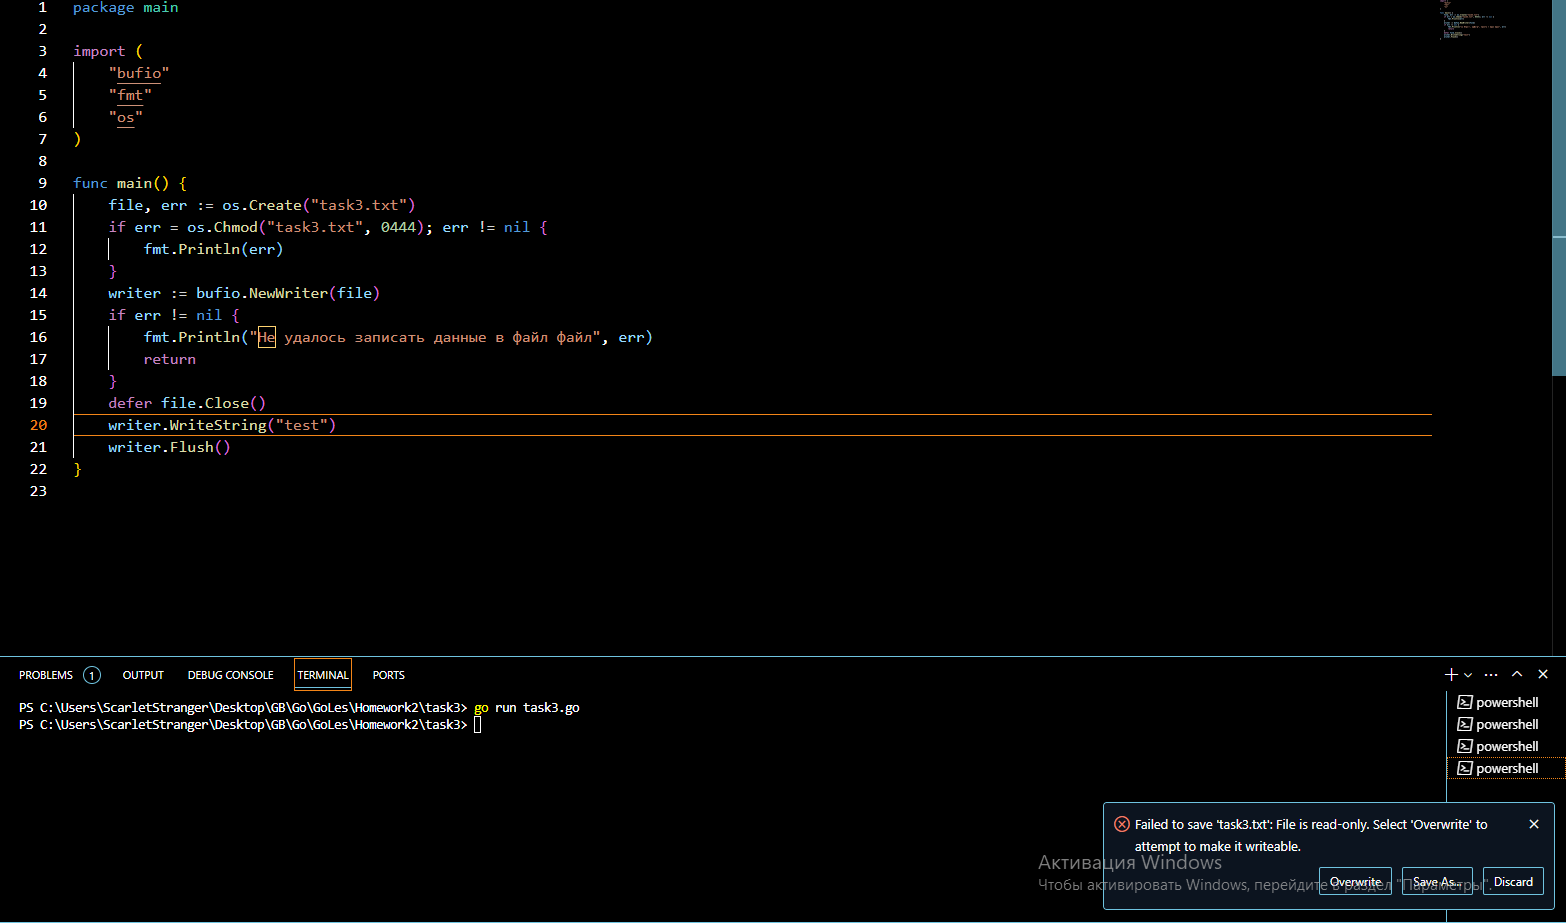 1 package main
2
3 import (
4 "bufio"
5 "fmt"
6 "os"
7 )
8
9 func main() {
10 file, err := os.Create("task3.txt")
11 if err = os.Chmod("task3.txt", 0444); err != nil {
12 fmt.Println(err)
13 }
14 writer := bufio.NewWriter(file)
15 if err != nil {
16 fmt.Println("Не удалось записать данные в файл файл", err)
17 return
18 }
19 defer file.Close()
20 writer.WriteString("test")
21 writer.Flush()
22 }
23
PROBLEMS 1 OUTPUT DEBUG CONSOLE TERMINAL PORTS
PS C:\Users\ScarletStranger\Desktop\GB\Go\GoLes\Homework2\task3> go run task3.go
PS C:\Users\ScarletStranger\Desktop\GB\Go\GoLes\Homework2\task3>
powershell
powershell
powershell
powershell
Failed to save 'task3.txt': File is read-only. Select 'Overwrite' to
attempt to make it writeable.
Активация Windows
Чтобы активировать Windows, перейдите в раздел "Параметры".
Overwrite Save As... Discard